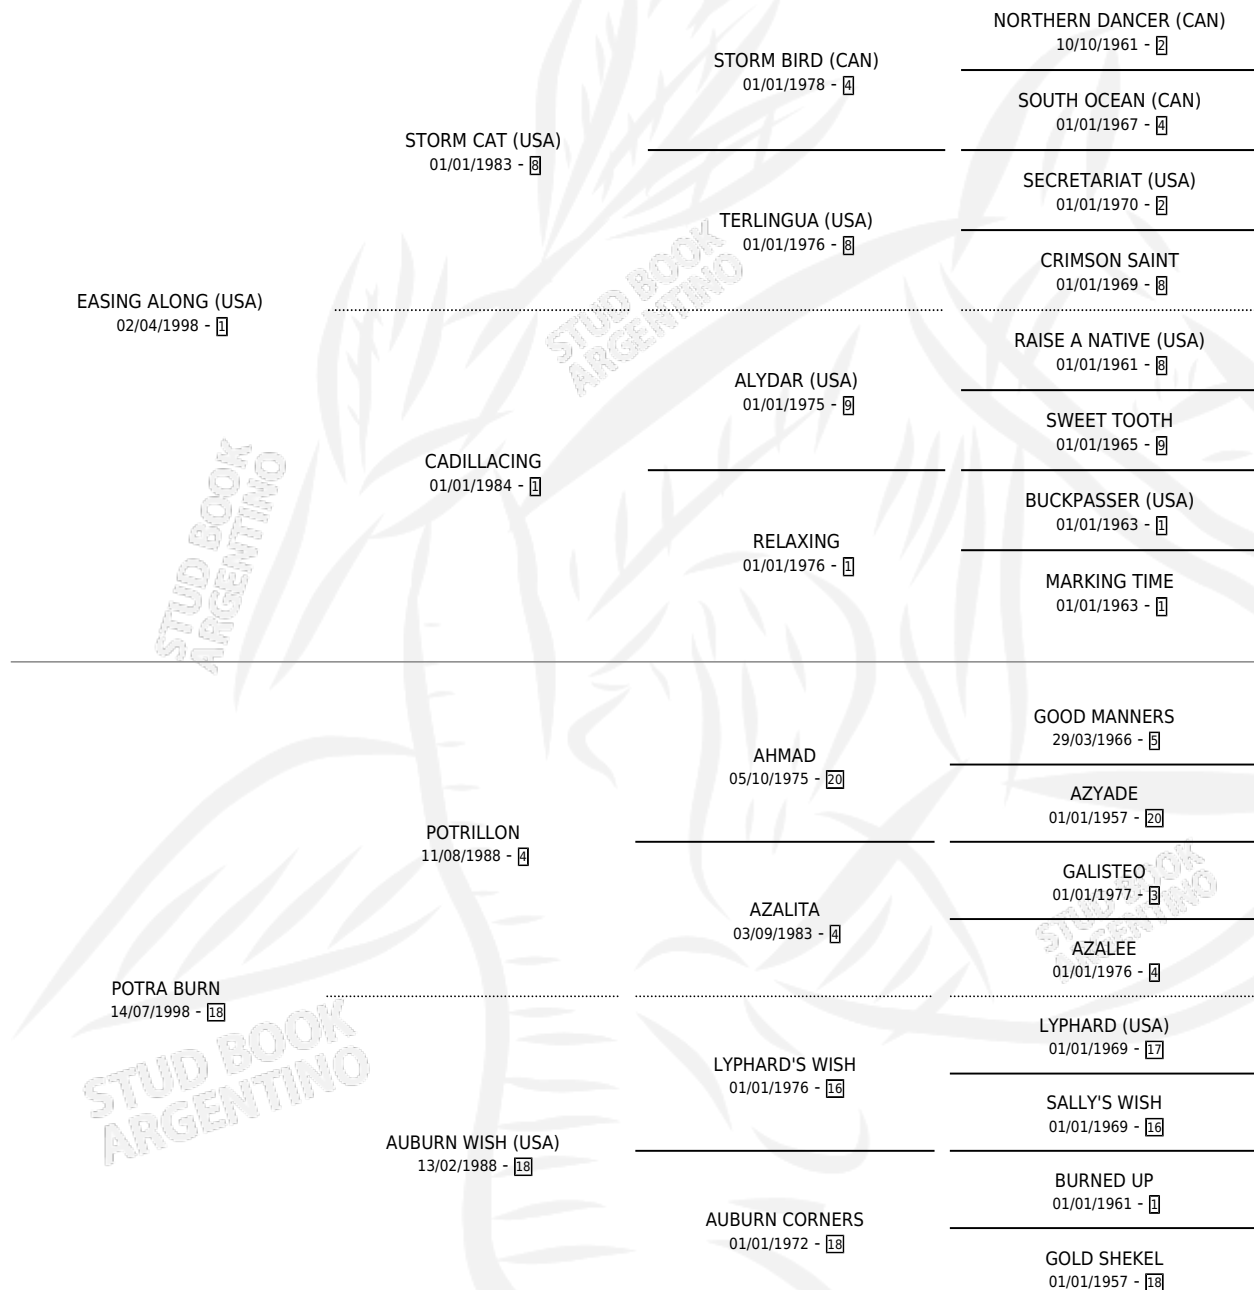 NORTHERN DANCER (CAN)
10/10/1961 - 2
STORM BIRD (CAN)
01/01/1978 - 4
SOUTH OCEAN (CAN)
01/01/1967 - 4
STORM CAT (USA)
01/01/1983 - 8
SECRETARIAT (USA)
01/01/1970 - 2
TERLINGUA (USA)
01/01/1976 - 8
CRIMSON SAINT
01/01/1969 - 8
EASING ALONG (USA)
02/04/1998 - 1
RAISE A NATIVE (USA)
01/01/1961 - 8
ALYDAR (USA)
01/01/1975 - 9
SWEET TOOTH
01/01/1965 - 9
CADILLACING
01/01/1984 - 1
BUCKPASSER (USA)
01/01/1963 - 1
RELAXING
01/01/1976 - 1
MARKING TIME
01/01/1963 - 1
GOOD MANNERS
29/03/1966 - 5
AHMAD
05/10/1975 - 20
AZYADE
01/01/1957 - 20
POTRILLON
11/08/1988 - 4
GALISTEO
01/01/1977 - 3
AZALITA
03/09/1983 - 4
AZALEE
01/01/1976 - 4
POTRA BURN
14/07/1998 - 18
LYPHARD (USA)
01/01/1969 - 17
LYPHARD'S WISH
01/01/1976 - 16
SALLY'S WISH
01/01/1969 - 16
AUBURN WISH (USA)
13/02/1988 - 18
BURNED UP
01/01/1961 - 1
AUBURN CORNERS
01/01/1972 - 18
GOLD SHEKEL
01/01/1957 - 18
STUD BOOK
ARGENTINO
STUD BOOK
ARGENTINO
STUD BOOK
ARGENTINO
STUD BOOK
ARGENTINO